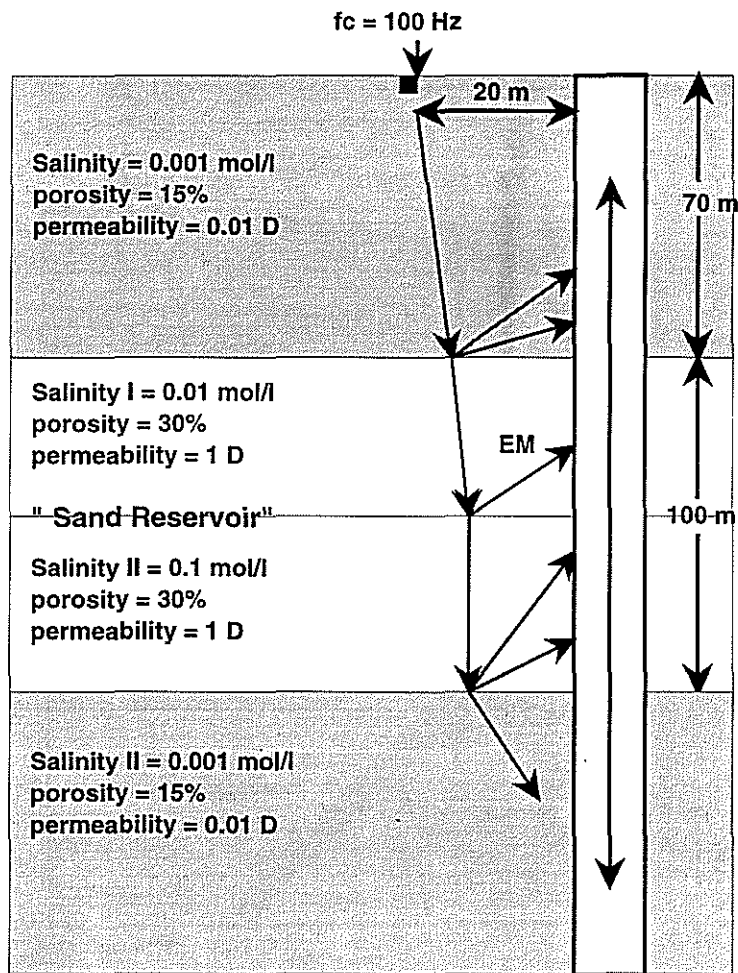 fc = 100 Hz
20 m
Salinity = 0.001 mol/l
porosity = 15%
permeability = 0.01 D
70 m
Salinity I = 0.01 mol/l
porosity = 30%
permeability = 1 D
EM
" Sand Reservoir"
100 m
Salinity II = 0.1 mol/l
porosity = 30%
permeability = 1 D
Salinity II = 0.001 mol/l
porosity = 15%
permeability = 0.01 D